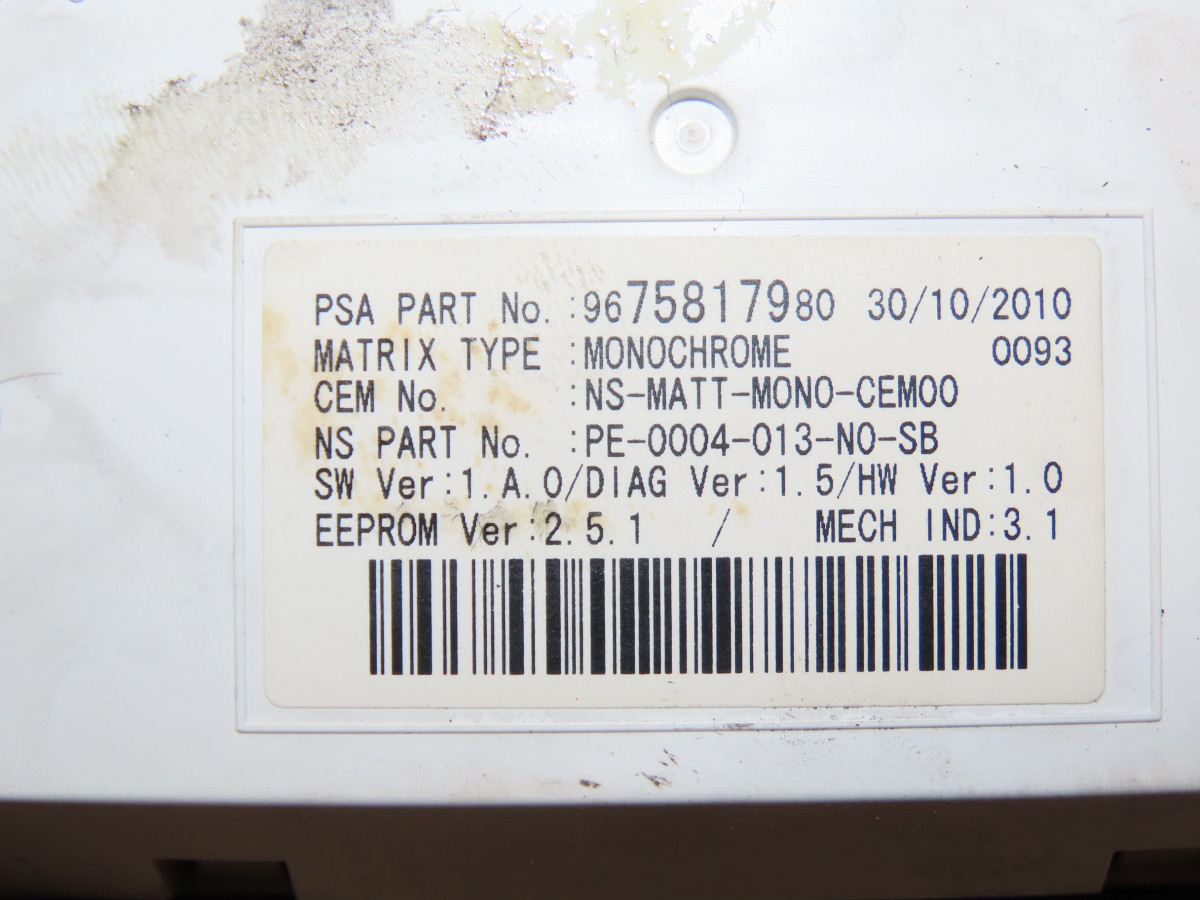 PSA PART No. :9675817980 30/10/2010
MATRIX TYPE :MONOCHROME 0093
CEM No. :NS-MATT-MONO-CEM00
NS PART No. :PE-0004-013-N0-SB
SW Ver:1.A.0/DIAG Ver:1.5/HW Ver:1.0
EEPROM Ver:2.5.1 / MECH IND:3.1